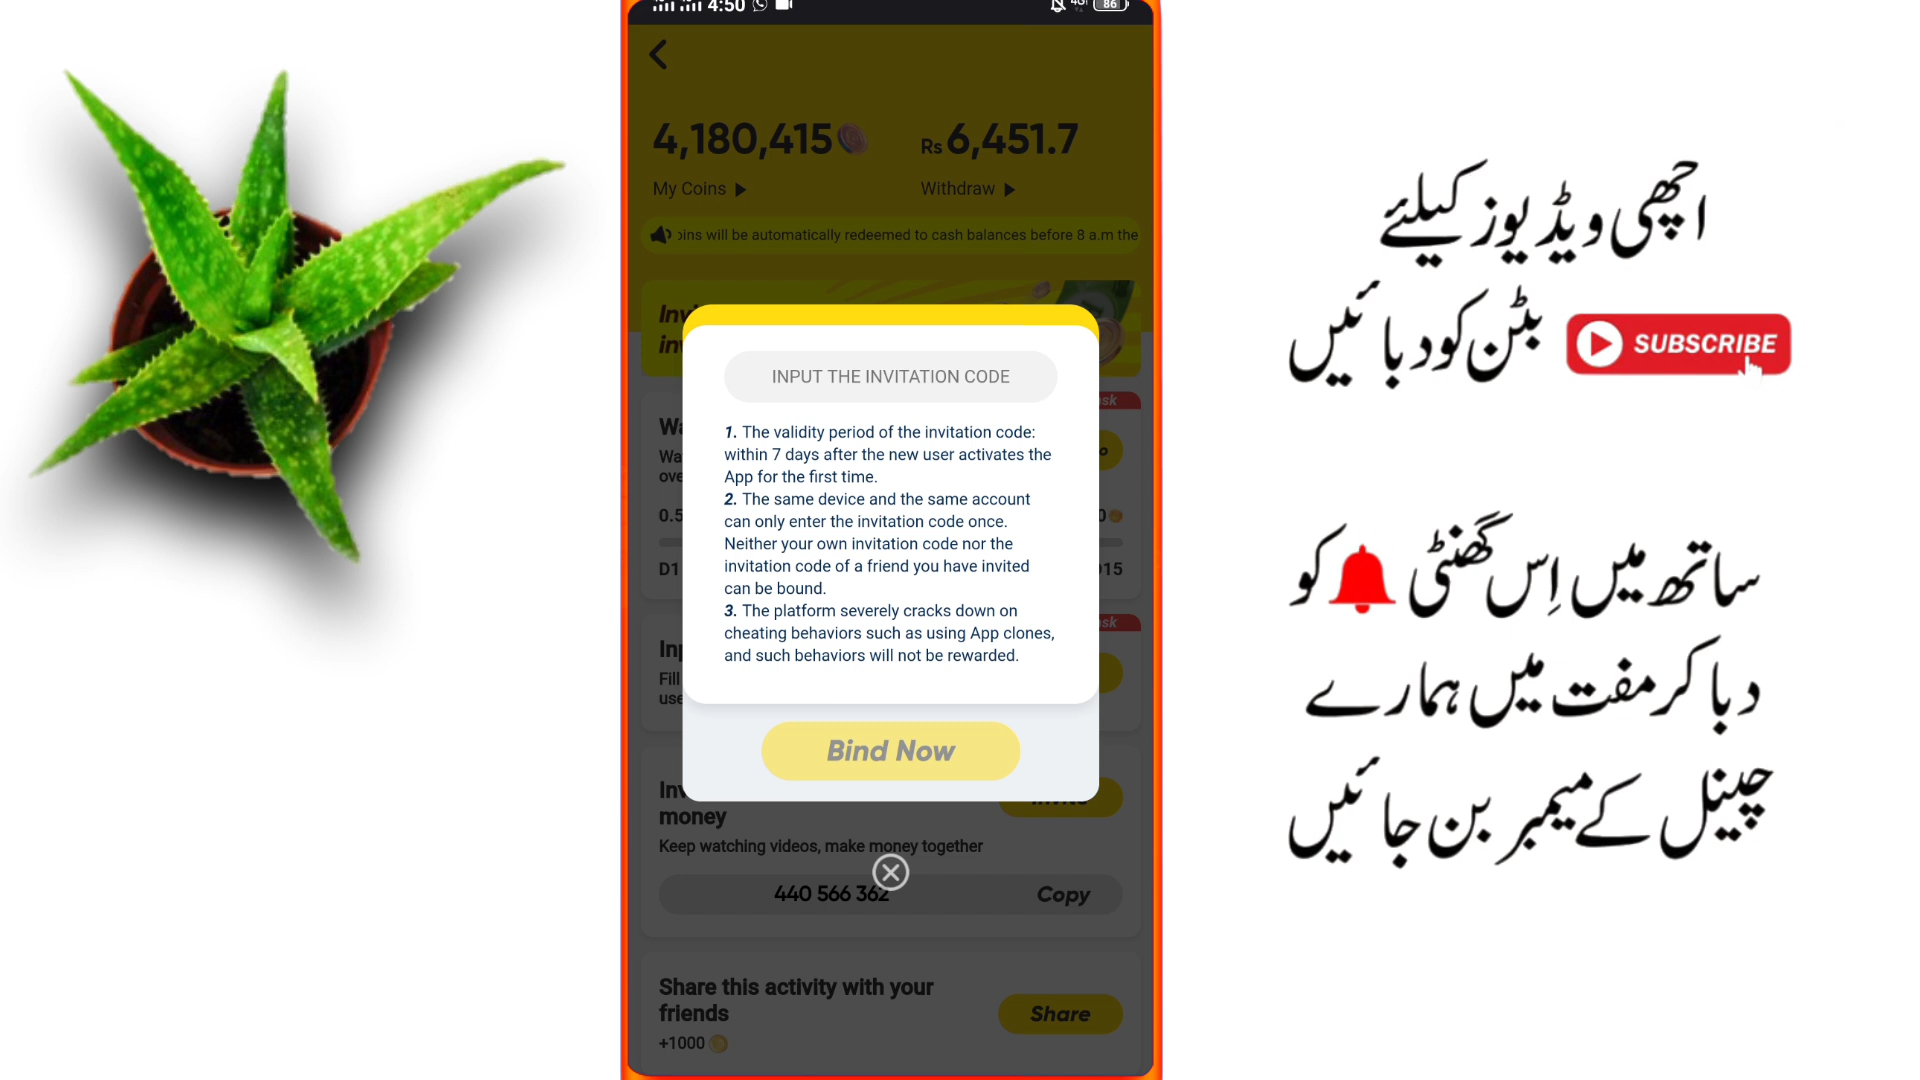 4:50
4G
86
4,180,415
Rs 6,451.7
My Coins
Withdraw
will be automatically redeemed to cash balances before 8 a.m the
INPUT THE INVITATION CODE
1. The validity period of the invitation code:
within 7 days after the new user activates the
App for the first time.
2. The same device and the same account
can only enter the invitation code once.
Neither your own invitation code nor the
invitation code of a friend you have invited
can be bound.
3. The platform severely cracks down on
cheating behaviors such as using App clones,
and such behaviors will not be rewarded.
Bind Now
D1
money
Keep watching videos, make money together
440 566 362
Copy
Share this activity with your
friends
Share
+1000
اچھی ویڈیوز کیلئے
بٹن کو دبائیں
SUBSCRIBE
ساتھ میں اِس گھنٹی کو
دبا کر مفت میں ہمارے
چینل کے میمبر بن جائیں